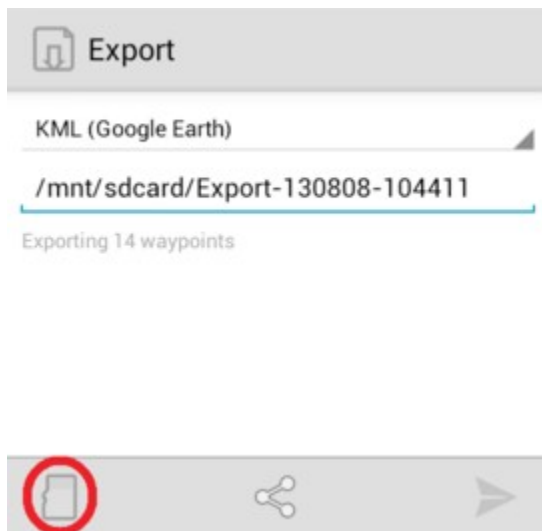 Export
KML (Google Earth)
/mnt/sdcard/Export-130808-104411
Exporting 14 waypoints